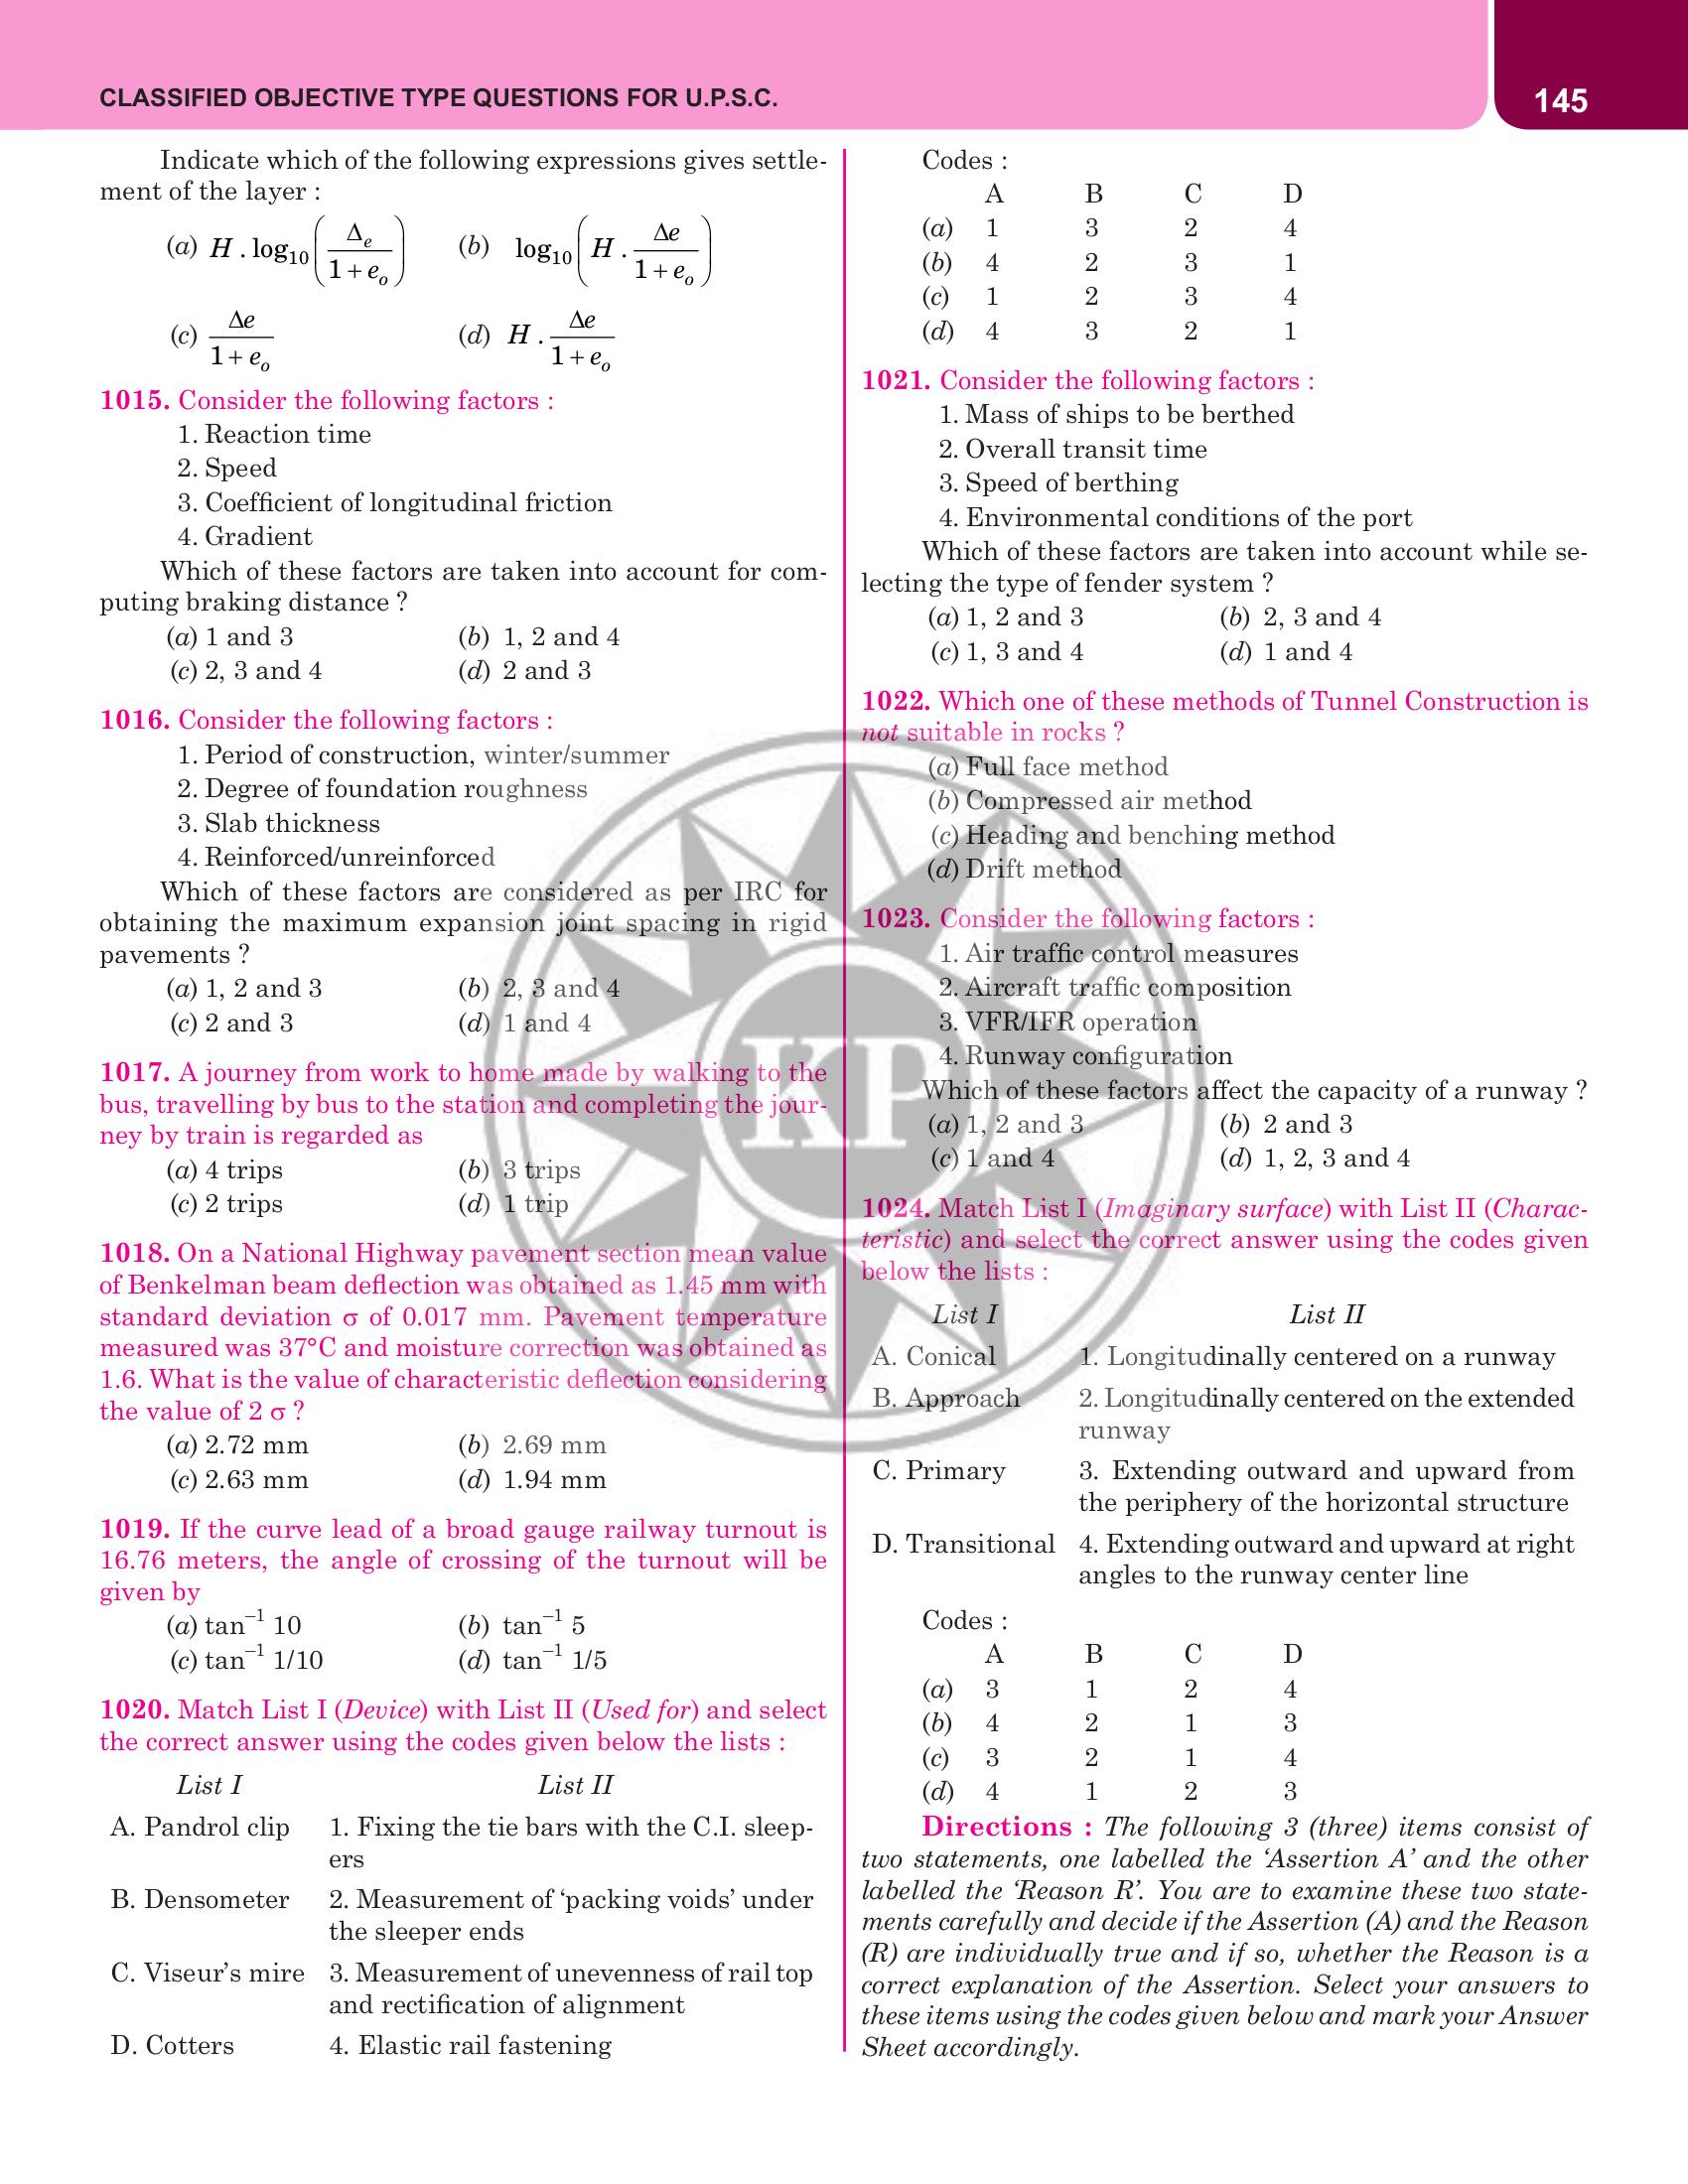 CLASSIFIED OBJECTIVE TYPE QUESTIONS FOR U.P.S.C.
145
Indicate which of the following expressions gives settle-
ment of the layer :
(a) H . log₁₀ (Δₑ / (1 + eₒ)) (b) log₁₀ (H . Δe / (1 + eₒ))
(c) Δe / (1 + eₒ) (d) H . Δe / (1 + eₒ)
1015. Consider the following factors :
1. Reaction time
2. Speed
3. Coefficient of longitudinal friction
4. Gradient
Which of these factors are taken into account for com-
puting braking distance ?
(a) 1 and 3 (b) 1, 2 and 4
(c) 2, 3 and 4 (d) 2 and 3
1016. Consider the following factors :
1. Period of construction, winter/summer
2. Degree of foundation roughness
3. Slab thickness
4. Reinforced/unreinforced
Which of these factors are considered as per IRC for
obtaining the maximum expansion joint spacing in rigid
pavements ?
(a) 1, 2 and 3 (b) 2, 3 and 4
(c) 2 and 3 (d) 1 and 4
1017. A journey from work to home made by walking to the
bus, travelling by bus to the station and completing the jour-
ney by train is regarded as
(a) 4 trips (b) 3 trips
(c) 2 trips (d) 1 trip
1018. On a National Highway pavement section mean value
of Benkelman beam deflection was obtained as 1.45 mm with
standard deviation σ of 0.017 mm. Pavement temperature
measured was 37°C and moisture correction was obtained as
1.6. What is the value of characteristic deflection considering
the value of 2 σ ?
(a) 2.72 mm (b) 2.69 mm
(c) 2.63 mm (d) 1.94 mm
1019. If the curve lead of a broad gauge railway turnout is
16.76 meters, the angle of crossing of the turnout will be
given by
(a) tan⁻¹ 10 (b) tan⁻¹ 5
(c) tan⁻¹ 1/10 (d) tan⁻¹ 1/5
1020. Match List I (Device) with List II (Used for) and select
the correct answer using the codes given below the lists :
List I List II
A. Pandrol clip 1. Fixing the tie bars with the C.I. sleep-
ers
B. Densometer 2. Measurement of ‘packing voids’ under
the sleeper ends
C. Viseur’s mire 3. Measurement of unevenness of rail top
and rectification of alignment
D. Cotters 4. Elastic rail fastening
Codes :
A B C D
(a) 1 3 2 4
(b) 4 2 3 1
(c) 1 2 3 4
(d) 4 3 2 1
1021. Consider the following factors :
1. Mass of ships to be berthed
2. Overall transit time
3. Speed of berthing
4. Environmental conditions of the port
Which of these factors are taken into account while se-
lecting the type of fender system ?
(a) 1, 2 and 3 (b) 2, 3 and 4
(c) 1, 3 and 4 (d) 1 and 4
1022. Which one of these methods of Tunnel Construction is
not suitable in rocks ?
(a) Full face method
(b) Compressed air method
(c) Heading and benching method
(d) Drift method
1023. Consider the following factors :
1. Air traffic control measures
2. Aircraft traffic composition
3. VFR/IFR operation
4. Runway configuration
Which of these factors affect the capacity of a runway ?
(a) 1, 2 and 3 (b) 2 and 3
(c) 1 and 4 (d) 1, 2, 3 and 4
1024. Match List I (Imaginary surface) with List II (Charac-
teristic) and select the correct answer using the codes given
below the lists :
List I List II
A. Conical 1. Longitudinally centered on a runway
B. Approach 2. Longitudinally centered on the extended
runway
C. Primary 3. Extending outward and upward from
the periphery of the horizontal structure
D. Transitional 4. Extending outward and upward at right
angles to the runway center line
Codes :
A B C D
(a) 3 1 2 4
(b) 4 2 1 3
(c) 3 2 1 4
(d) 4 1 2 3
Directions : The following 3 (three) items consist of
two statements, one labelled the ‘Assertion A’ and the other
labelled the ‘Reason R’. You are to examine these two state-
ments carefully and decide if the Assertion (A) and the Reason
(R) are individually true and if so, whether the Reason is a
correct explanation of the Assertion. Select your answers to
these items using the codes given below and mark your Answer
Sheet accordingly.
KP